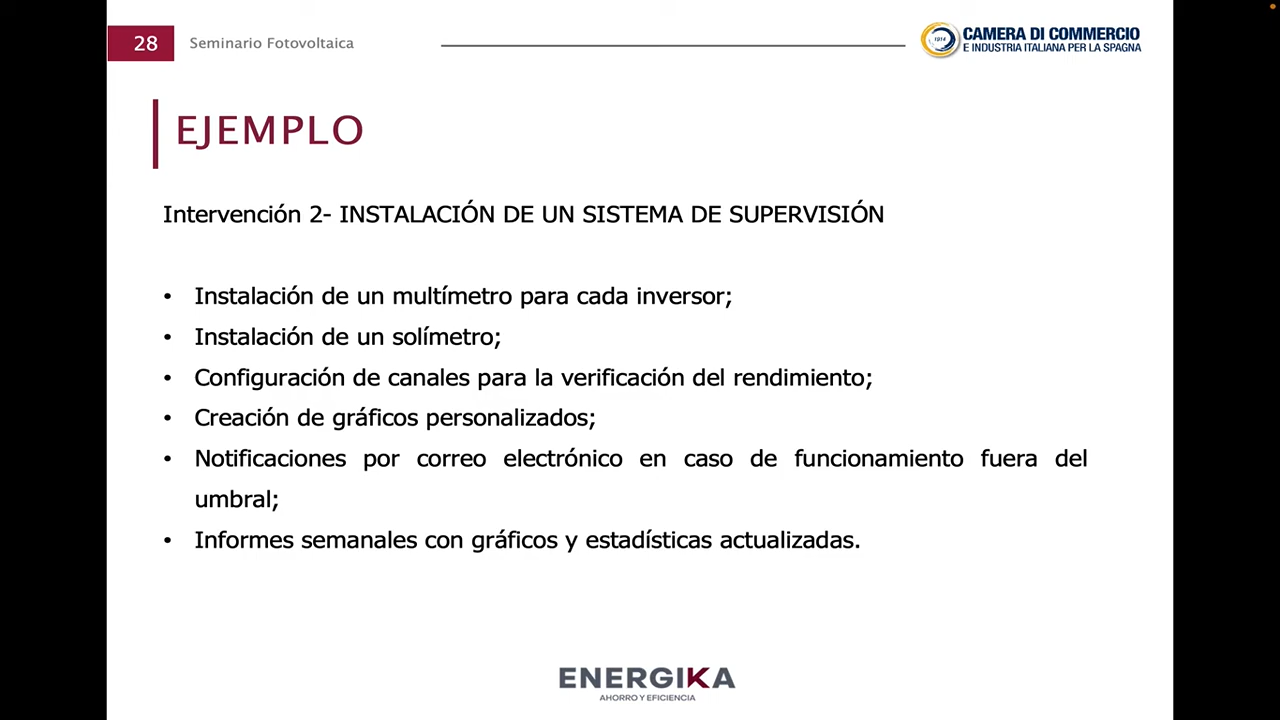 28
Seminario Fotovoltaica
1914
CAMERA DI COMMERCIO
E INDUSTRIA ITALIANA PER LA SPAGNA
EJEMPLO
Intervención 2- INSTALACIÓN DE UN SISTEMA DE SUPERVISIÓN
• Instalación de un multímetro para cada inversor;
• Instalación de un solímetro;
• Configuración de canales para la verificación del rendimiento;
• Creación de gráficos personalizados;
• Notificaciones por correo electrónico en caso de funcionamiento fuera del
umbral;
• Informes semanales con gráficos y estadísticas actualizadas.
ENERGIKA
AHORRO Y EFICIENCIA